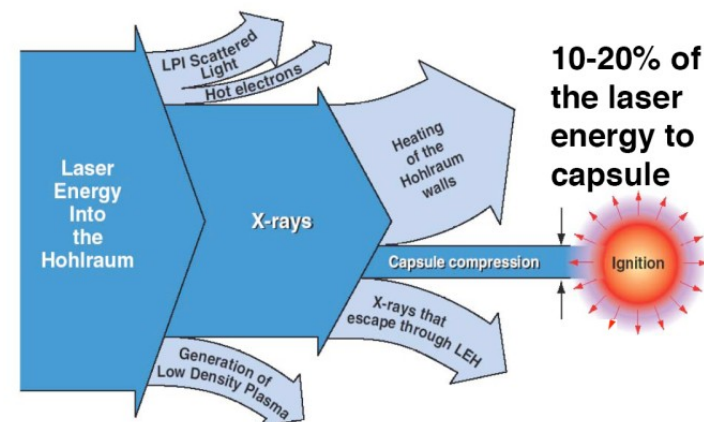 LPI Scattered
Light
Hot electrons
10-20% of
the laser
energy to
capsule
Laser
Energy
Into
the
Hohlraum
X-rays
Heating
of the
Hohlraum
walls
Capsule compression
Ignition
X-rays that
escape through LEH
Generation of
Low Density Plasma